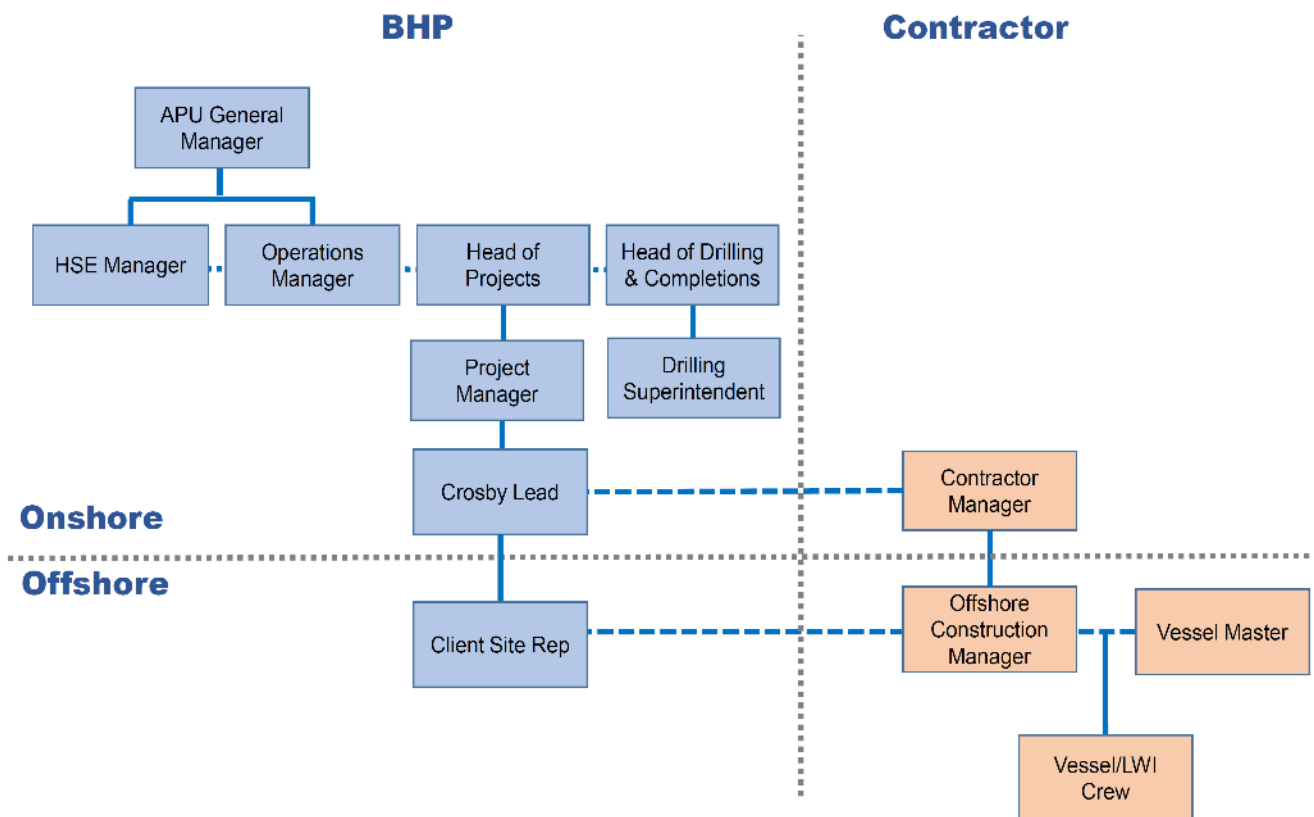 BHP
Contractor
APU General
Manager
HSE Manager
Operations
Manager
Head of
Projects
Head of Drilling
& Completions
Project
Manager
Drilling
Superintendent
Crosby Lead
Contractor
Manager
Onshore
Offshore
Client Site Rep
Offshore
Construction
Manager
Vessel Master
Vessel/LWI
Crew